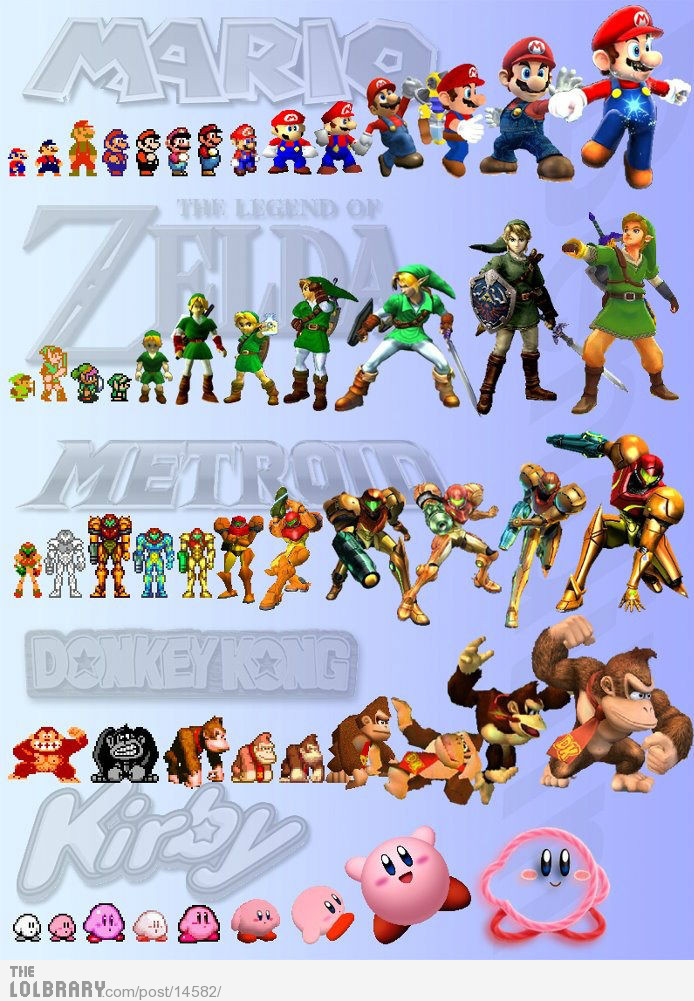 MARIO
THE LEGEND OF
ZELDA
METROID
DONKEY KONG
Kirby
THE
LOLBRARY.com/post/14582/